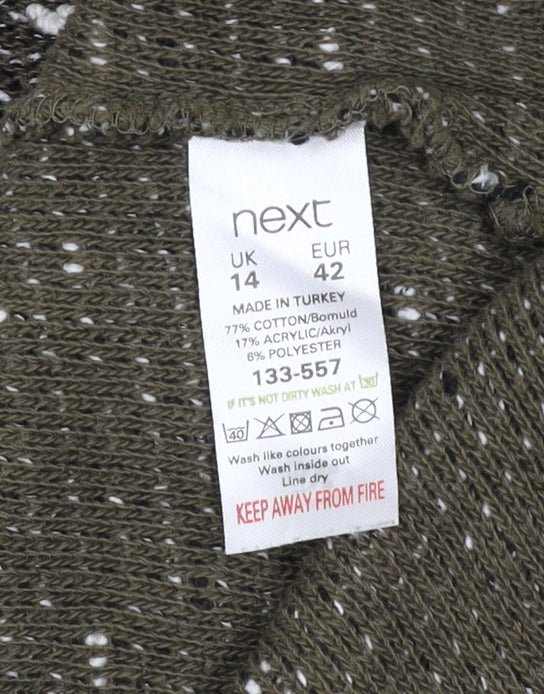 next
UK EUR
14 42
MADE IN TURKEY
77% COTTON/Bomuld
17% ACRYLIC/Akryl
6% POLYESTER
133-557
IF IT'S NOT DIRTY WASH AT 30°
40
Wash like colours together
Wash inside out
Line dry
KEEP AWAY FROM FIRE